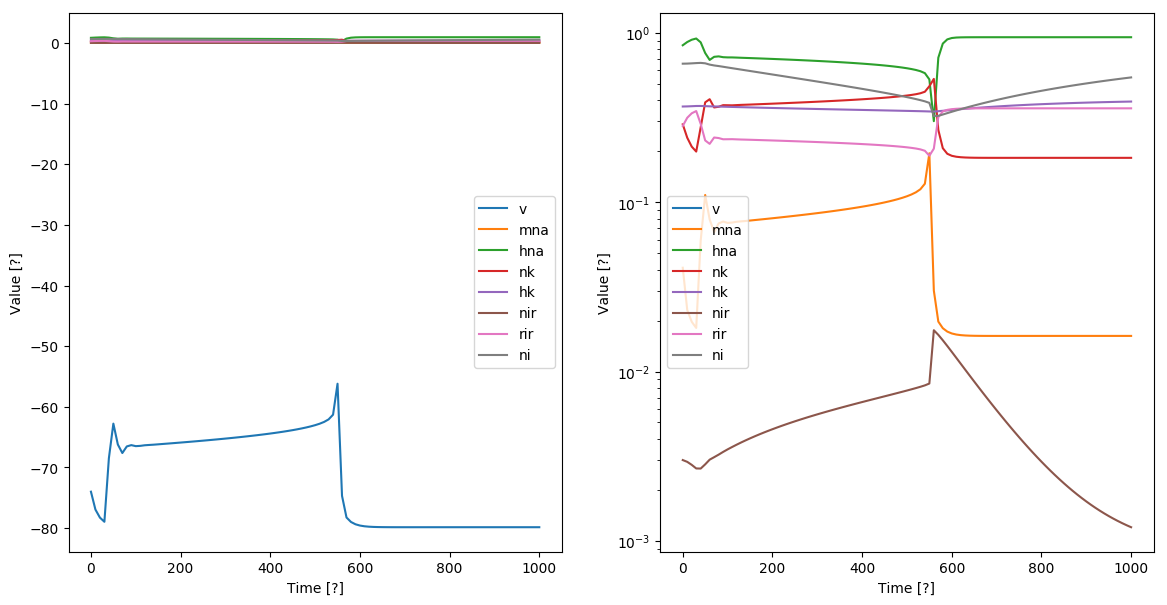 0
−10
−20
−30
−40
−50
−60
−70
−80
Value [?]
0
200
400
600
800
1000
Time [?]
v
mna
hna
nk
hk
nir
rir
ni
10⁰
10⁻¹
10⁻²
10⁻³
Value [?]
0
200
400
600
800
1000
Time [?]
v
mna
hna
nk
hk
nir
rir
ni